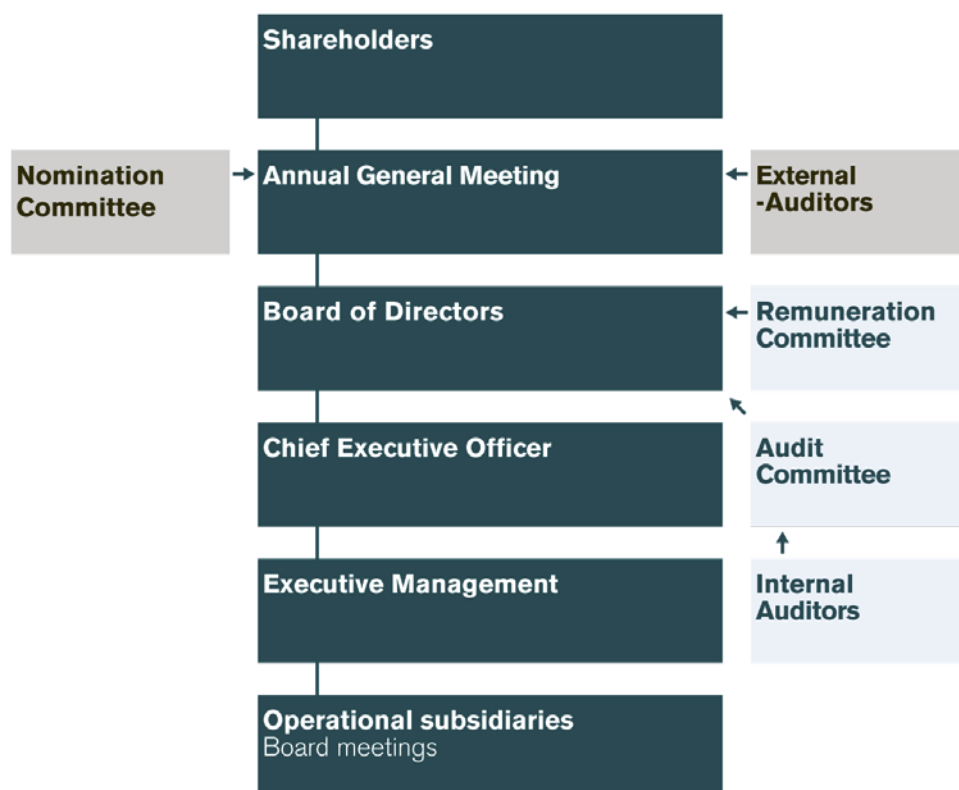 Shareholders
Nomination
Committee
Annual General Meeting
External
-Auditors
Board of Directors
Remuneration
Committee
Chief Executive Officer
Audit
Committee
Executive Management
Internal
Auditors
Operational subsidiaries
Board meetings